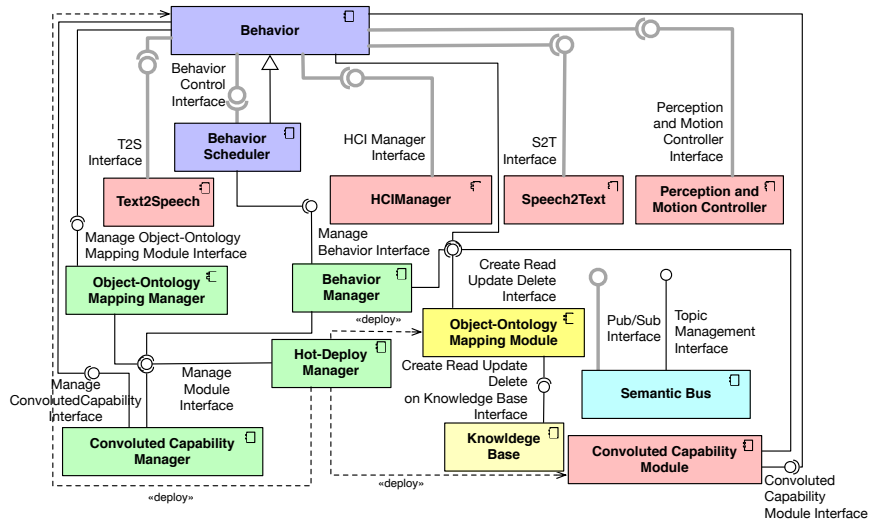 Behavior
Behavior
Control
Interface
T2S
Interface
Behavior
Scheduler
HCI Manager
Interface
S2T
Interface
Perception
and Motion
Controller
Interface
Text2Speech
HCIManager
Speech2Text
Perception and
Motion Controller
Manage Object-Ontology
Mapping Module Interface
Manage
Behavior Interface
Object-Ontology
Mapping Manager
Behavior
Manager
Create Read
Update Delete
Interface
«deploy»
Object-Ontology
Mapping Module
Pub/Sub
Interface
Topic
Management
Interface
Hot-Deploy
Manager
Manage
Module
Interface
Manage
ConvolutedCapability
Interface
Create Read Update
Delete
on Knowledge Base
Interface
Semantic Bus
Convoluted Capability
Manager
Knowldege
Base
Convoluted Capability
Module
«deploy»
«deploy»
Convoluted
Capability
Module Interface